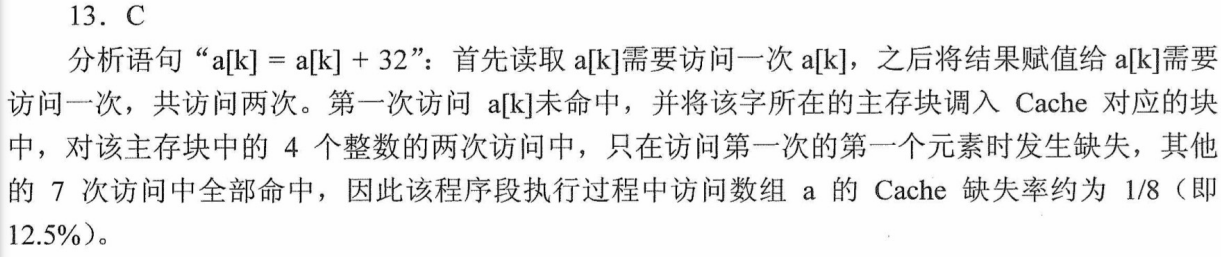 13．C
分析语句“a[k] = a[k] + 32”：首先读取 a[k]需要访问一次 a[k]，之后将结果赋值给 a[k]需要
访问一次，共访问两次。第一次访问 a[k]未命中，并将该字所在的主存块调入 Cache 对应的块
中，对该主存块中的 4 个整数的两次访问中，只在访问第一次的第一个元素时发生缺失，其他
的 7 次访问中全部命中，因此该程序段执行过程中访问数组 a 的 Cache 缺失率约为 1/8（即
12.5%）。